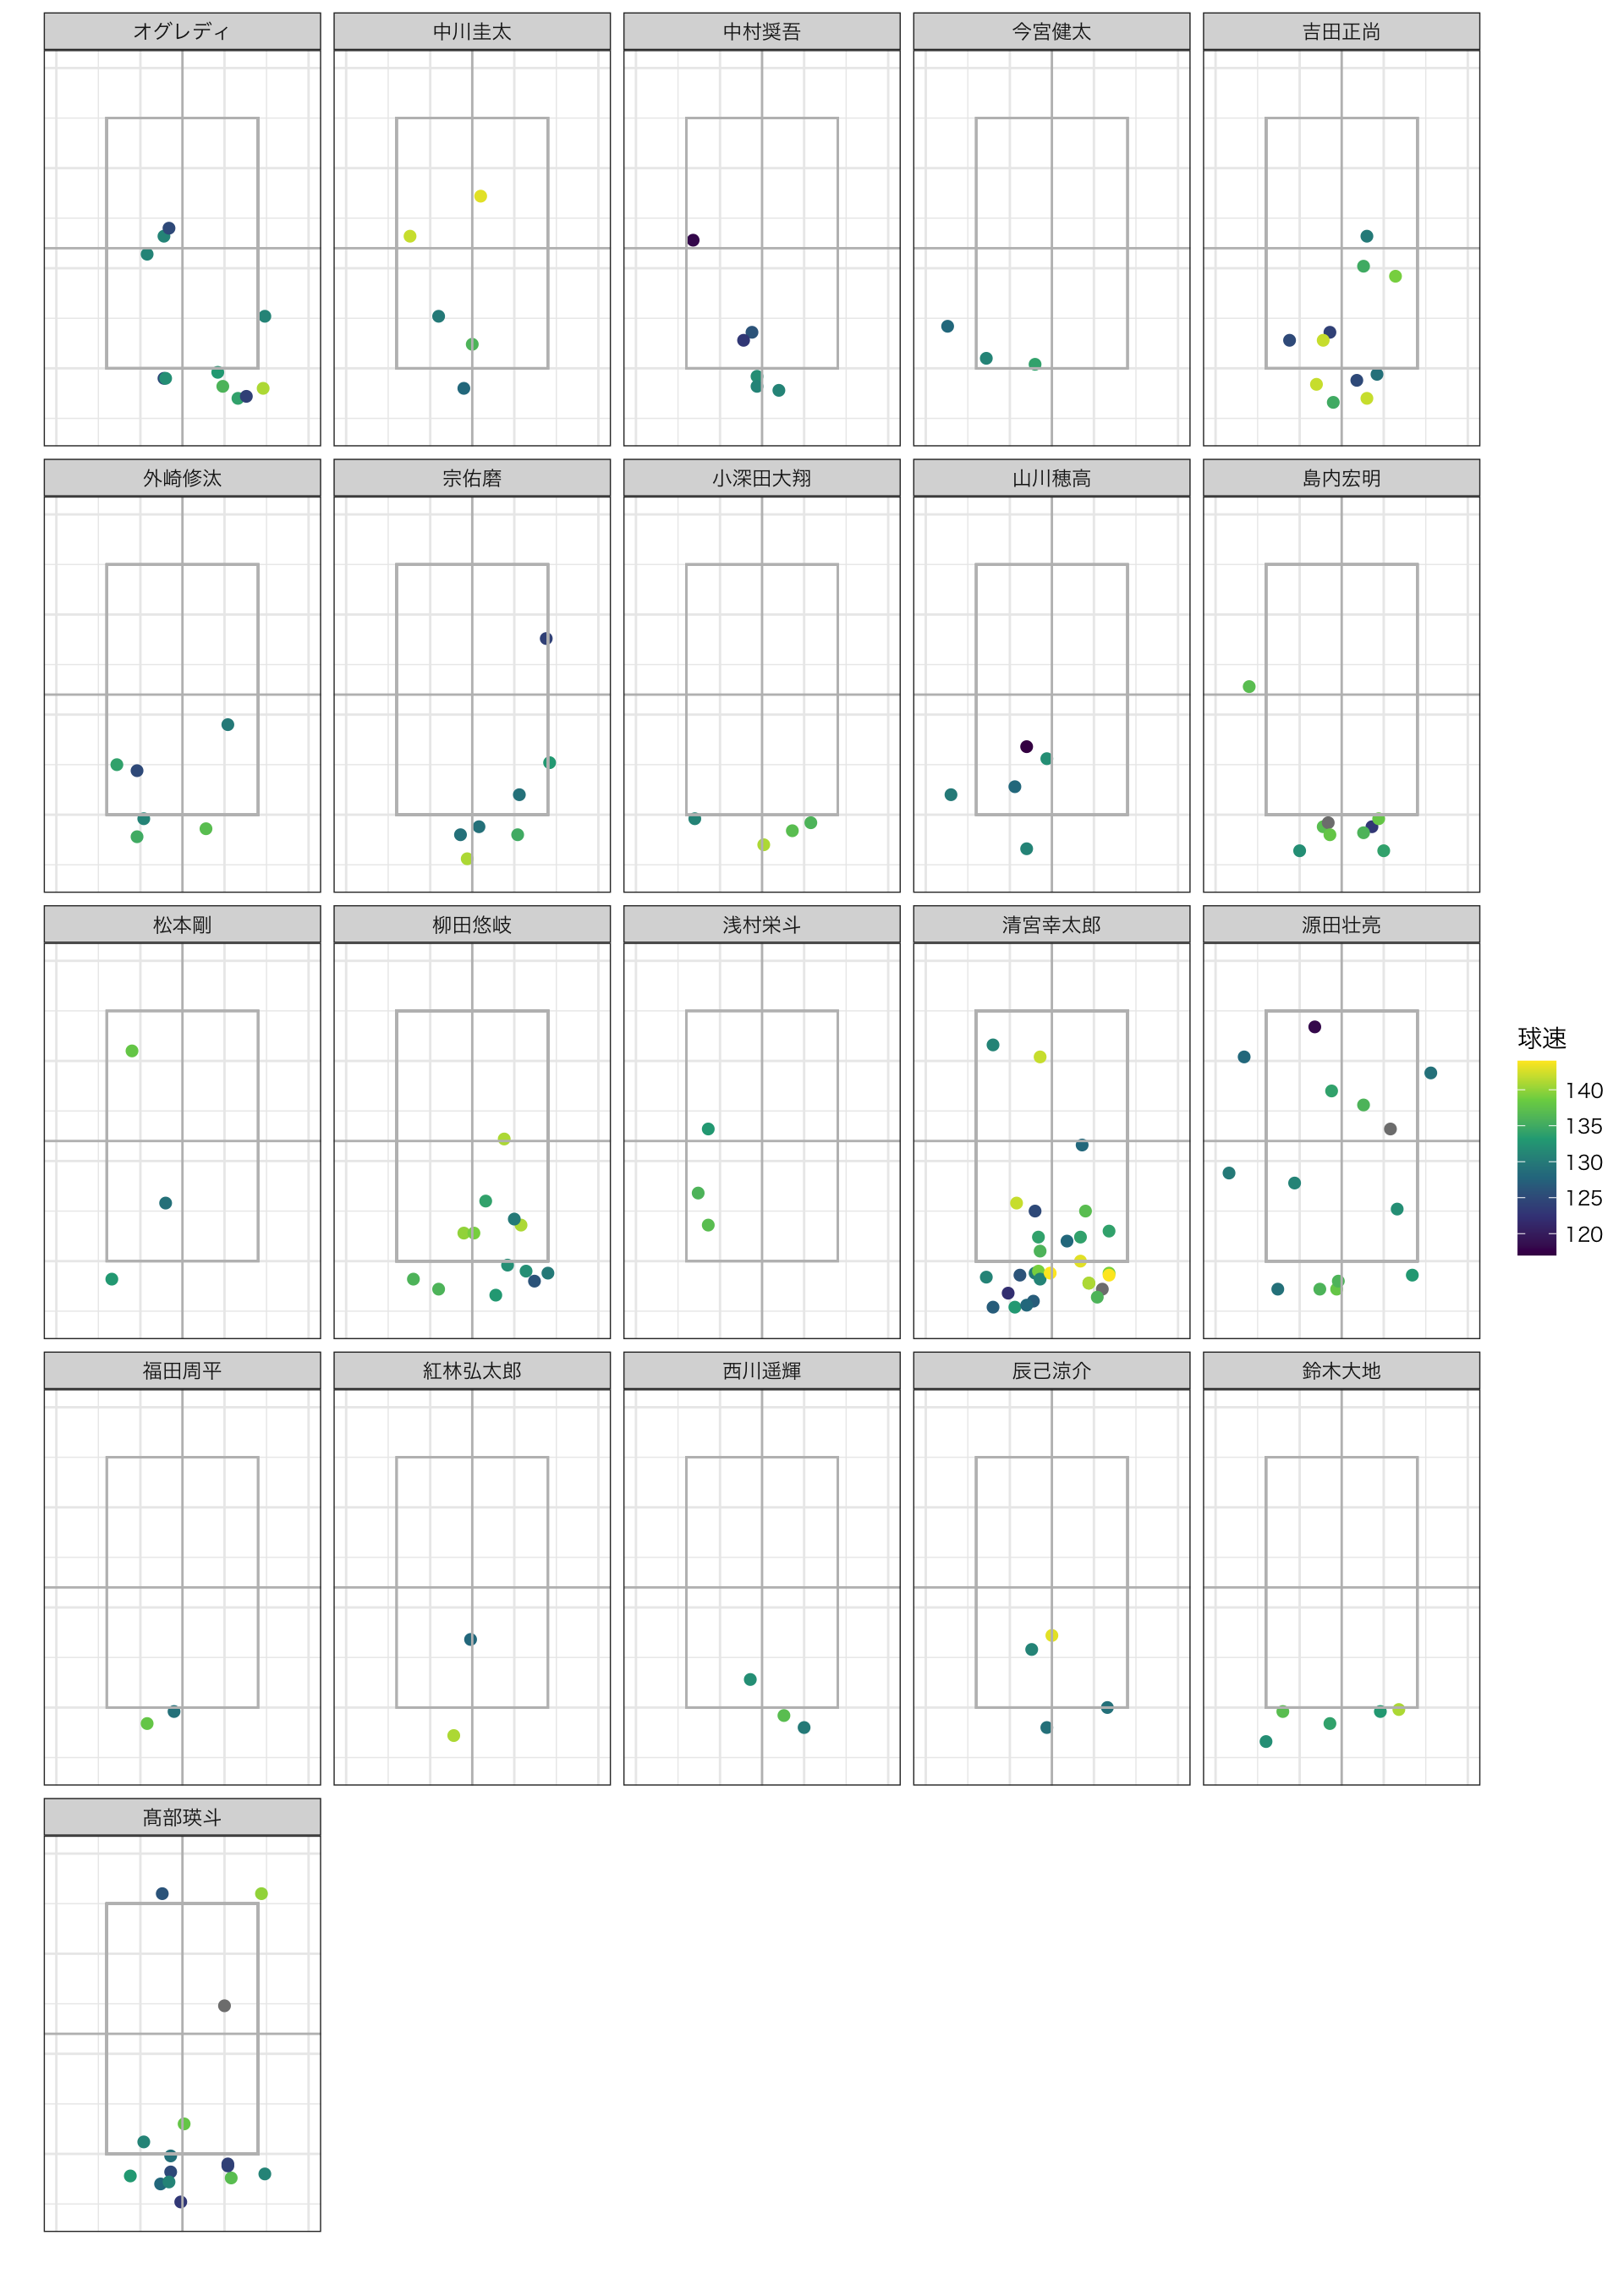 オグレディ
中川圭太
中村奨吾
今宮健太
吉田正尚
外崎修汰
宗佑磨
小深田大翔
山川穂高
島内宏明
松本剛
柳田悠岐
浅村栄斗
清宮幸太郎
源田壮亮
球速
140
135
130
125
120
福田周平
紅林弘太郎
西川遥輝
辰己涼介
鈴木大地
髙部瑛斗